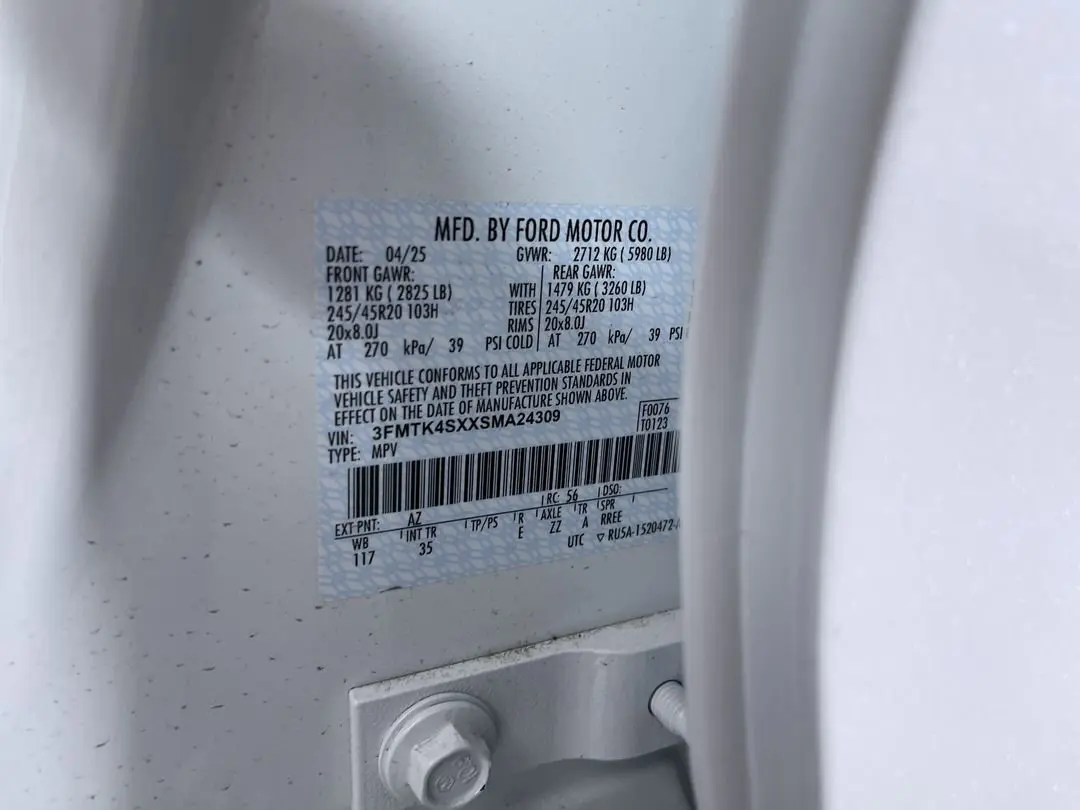 MFD. BY FORD MOTOR CO.
DATE: 04/25 GVWR: 2712 KG ( 5980 LB)
FRONT GAWR: REAR GAWR:
1281 KG ( 2825 LB) WITH 1479 KG ( 3260 LB)
245/45R20 103H TIRES 245/45R20 103H
20x8.0J RIMS 20x8.0J
AT 270 kPa/ 39 PSI COLD AT 270 kPa/ 39 PSI
THIS VEHICLE CONFORMS TO ALL APPLICABLE FEDERAL MOTOR
VEHICLE SAFETY AND THEFT PREVENTION STANDARDS IN
EFFECT ON THE DATE OF MANUFACTURE SHOWN ABOVE.
VIN: 3FMTK4SXXSMA24309 F0076
TYPE: MPV T0123
EXT PNT: AZ RC: 56 DSO:
WB INT TR TP/PS R AXLE TR SPR
117 35 E ZZ A RREE
UTC ▽ RU5A-1520472-